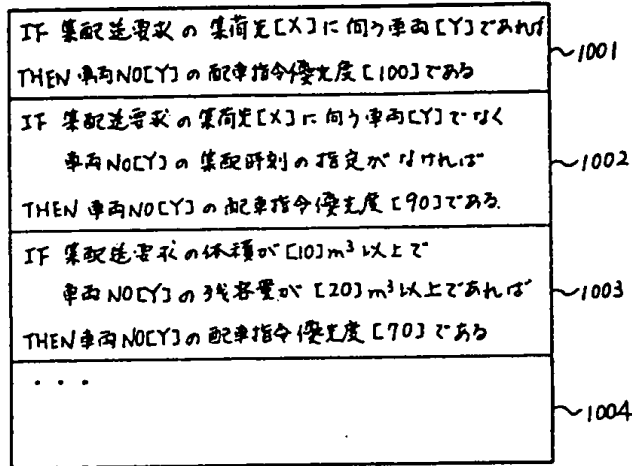 IF 集配送要求の集荷先[X]に向う車両[Y]であれば
THEN 車両NO[Y]の配車指令優先度[100]である
~1001
IF 集配送要求の集荷先[X]に向う車両[Y]でなく
車両NO[Y]の集配時刻の指定がなければ
~1002
THEN 車両NO[Y]の配車指令優先度[90]である.
IF 集配送要求の体積が[10]m³以上で
車両NO[Y]の残容量が[20]m³以上であれば
~1003
THEN 車両NO[Y]の配車指令優先度[70]である
・・・
~1004